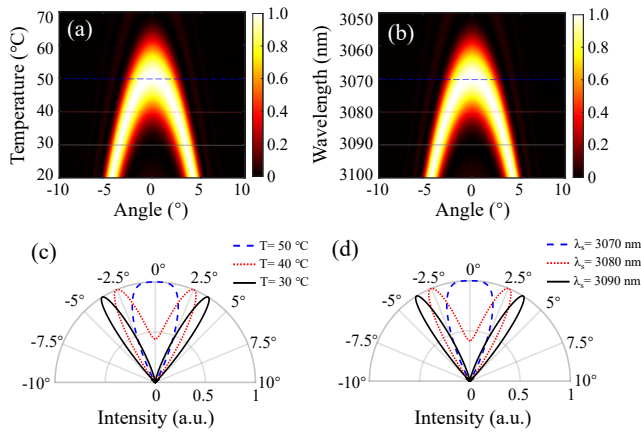 (a)
Temperature (℃)
70
60
50
40
30
20
-10 -5 0 5 10
Angle (°)
1.0
0.8
0.6
0.4
0.2
0
(b)
Wavelength (nm)
3050
3060
3070
3080
3090
3100
-10 -5 0 5 10
Angle (°)
1.0
0.8
0.6
0.4
0.2
0
(c)
T= 50 ℃
T= 40 ℃
T= 30 ℃
-10° -7.5° -5° -2.5° 0° 2.5° 5° 7.5° 10°
0 0.5 1
Intensity (a.u.)
(d)
λs= 3070 nm
λs= 3080 nm
λs= 3090 nm
-10° -7.5° -5° -2.5° 0° 2.5° 5° 7.5° 10°
0 0.5 1
Intensity (a.u.)